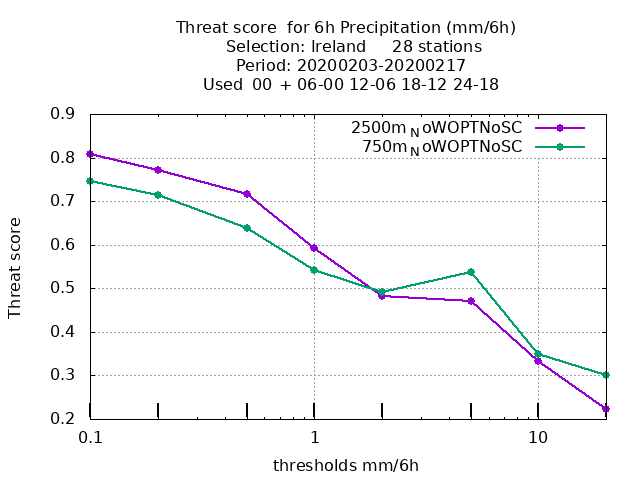 Threat score  for 6h Precipitation (mm/6h)
Selection: Ireland     28 stations
Period: 20200203-20200217
Used  00 + 06-00 12-06 18-12 24-18
2500m_NoWOPTNoSC
750m_NoWOPTNoSC
0.9
0.8
0.7
0.6
0.5
0.4
0.3
0.2
Threat score
0.1
1
10
thresholds mm/6h